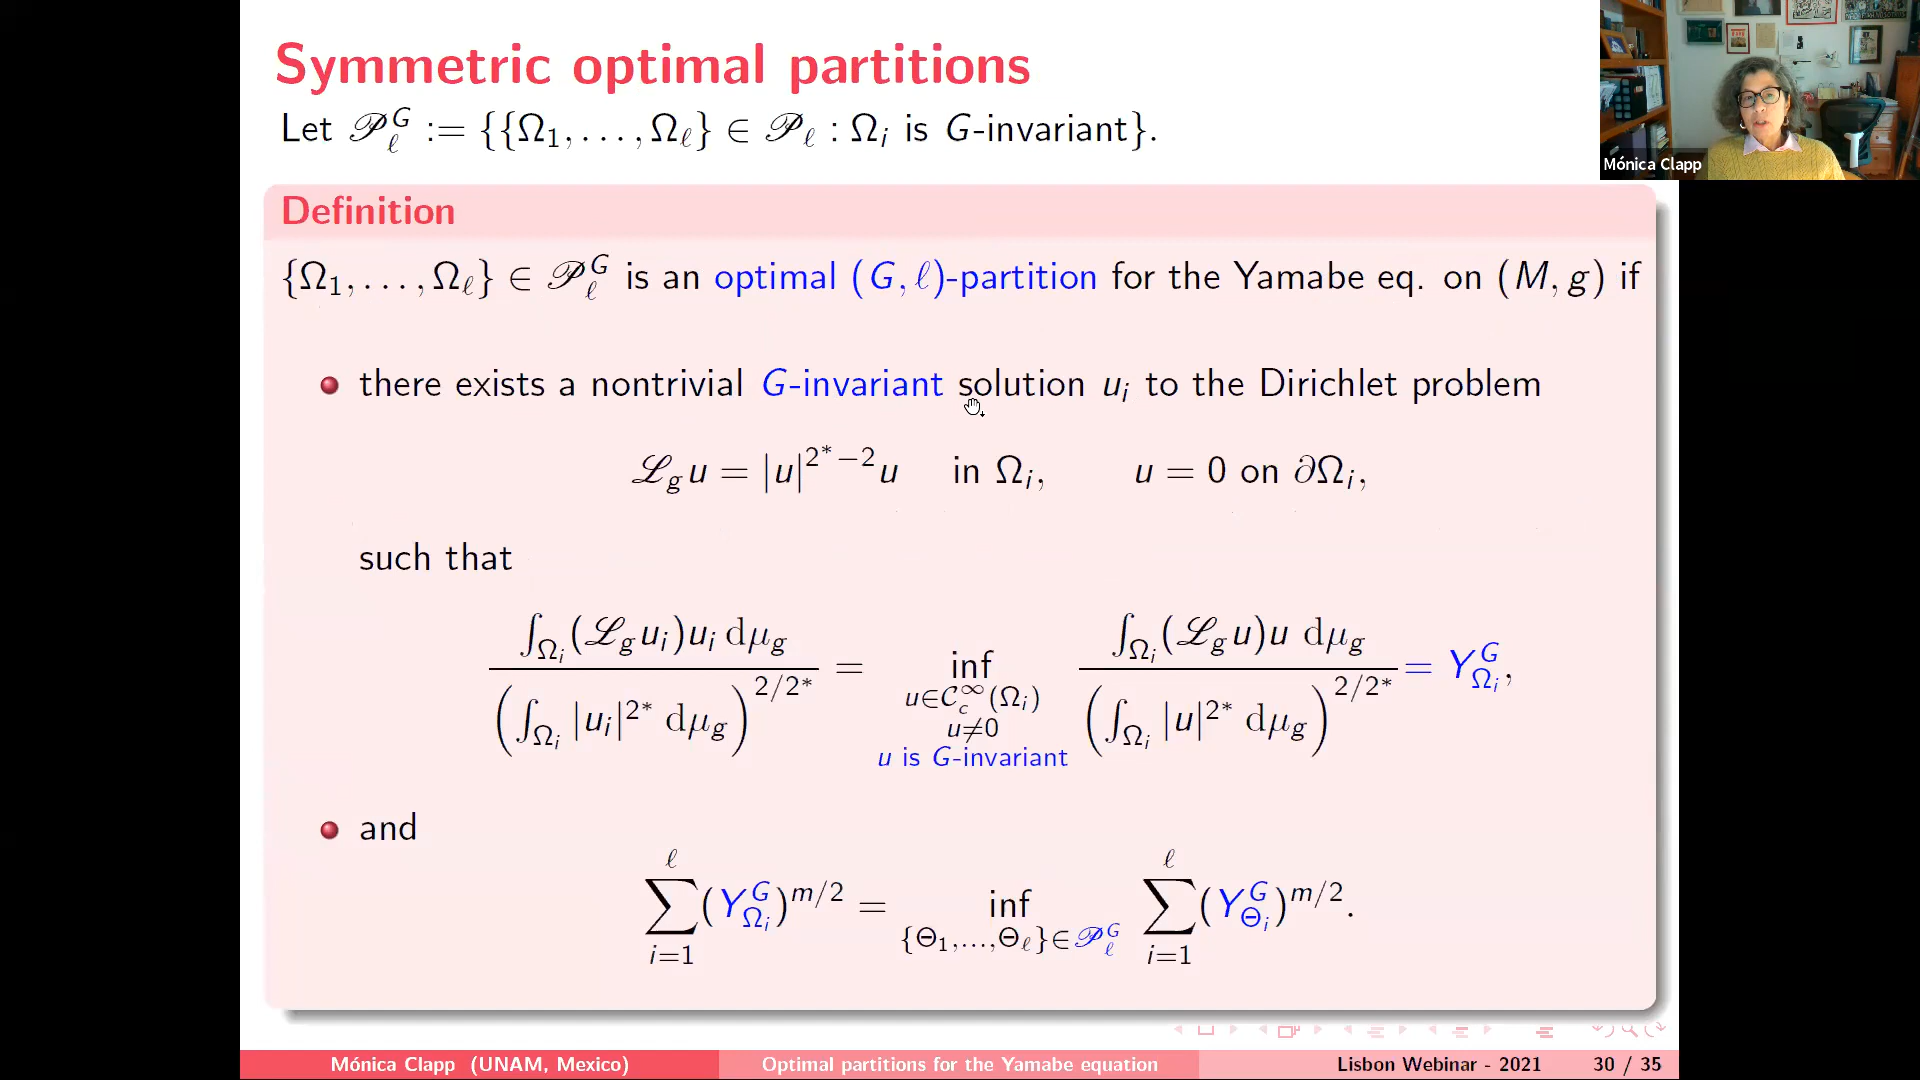 Symmetric optimal partitions
Let 𝒫_ℓ^G := {{Ω_1, . . . , Ω_ℓ} ∈ 𝒫_ℓ : Ω_i is G-invariant}.
Mónica Clapp
Definition
{Ω_1, . . . , Ω_ℓ} ∈ 𝒫_ℓ^G is an optimal (G, ℓ)-partition for the Yamabe eq. on (M, g) if
there exists a nontrivial G-invariant solution u_i to the Dirichlet problem
ℒ_g u = |u|^{2*−2} u in Ω_i, u = 0 on ∂Ω_i,
such that
∫_{Ω_i} (ℒ_g u_i) u_i dμ_g / (∫_{Ω_i} |u_i|^{2*} dμ_g)^{2/2*} = inf_{u∈𝒞_c^∞(Ω_i) u≠0 u is G-invariant} ∫_{Ω_i} (ℒ_g u) u dμ_g / (∫_{Ω_i} |u|^{2*} dμ_g)^{2/2*} = Y_{Ω_i}^G,
and
∑_{i=1}^ℓ (Y_{Ω_i}^G)^{m/2} = inf_{{Θ_1,...,Θ_ℓ}∈𝒫_ℓ^G} ∑_{i=1}^ℓ (Y_{Θ_i}^G)^{m/2}.
Mónica Clapp (UNAM, Mexico) Optimal partitions for the Yamabe equation Lisbon Webinar - 2021 30 / 35